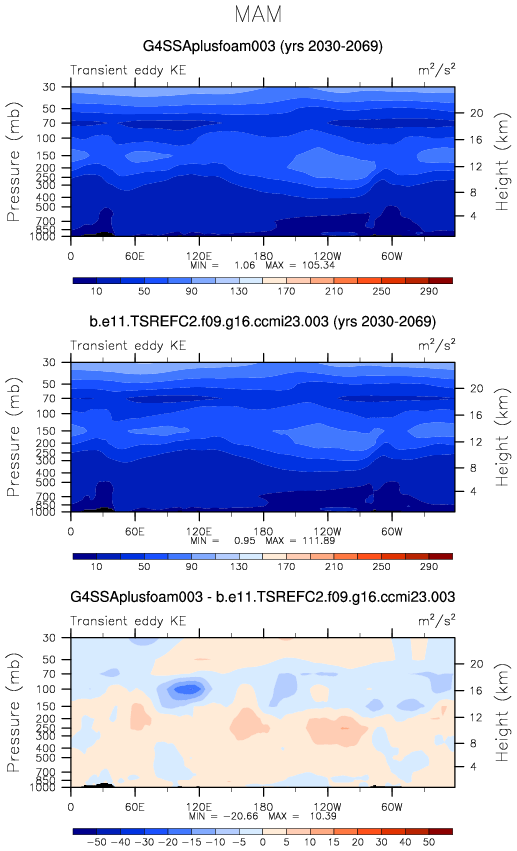 MAM
G4SSAplusfoam003 (yrs 2030-2069)
Transient eddy KE m²/s²
Pressure (mb)
30
50
70
100
150
200
250
300
400
500
700
850
1000
Height (km)
20
16
12
8
4
0 60E 120E 180 120W 60W
MIN = 1.06 MAX = 105.34
10 50 90 130 170 210 250 290
b.e11.TSREFC2.f09.g16.ccmi23.003 (yrs 2030-2069)
Transient eddy KE m²/s²
Pressure (mb)
30
50
70
100
150
200
250
300
400
500
700
850
1000
Height (km)
20
16
12
8
4
0 60E 120E 180 120W 60W
MIN = 0.95 MAX = 111.89
10 50 90 130 170 210 250 290
G4SSAplusfoam003 - b.e11.TSREFC2.f09.g16.ccmi23.003
Transient eddy KE m²/s²
Pressure (mb)
30
50
70
100
150
200
250
300
400
500
700
850
1000
Height (km)
20
16
12
8
4
0 60E 120E 180 120W 60W
MIN = -20.66 MAX = 10.39
-50 -40 -30 -20 -15 -10 -5 0 5 10 15 20 30 40 50